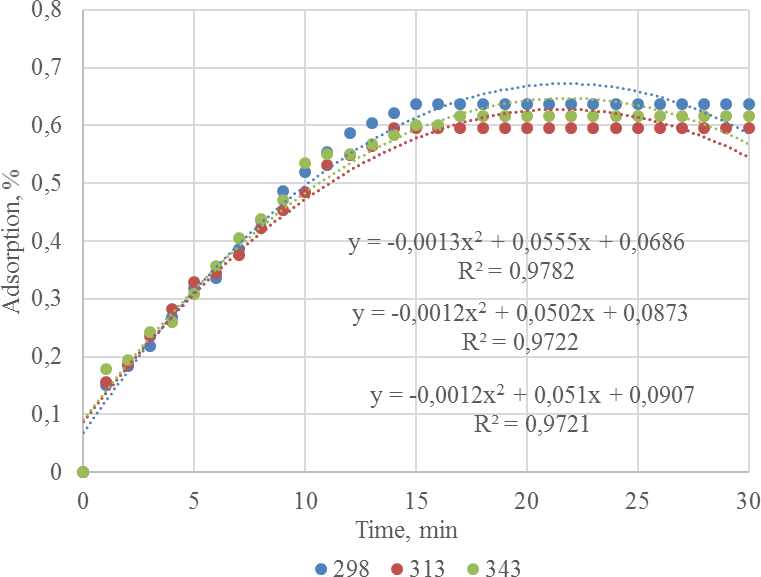 0,8
0,7
0,6
0,5
0,4
0,3
0,2
0,1
0
Adsorption, %
y = -0,0013x² + 0,0555x + 0,0686
R² = 0,9782
y = -0,0012x² + 0,0502x + 0,0873
R² = 0,9722
y = -0,0012x² + 0,051x + 0,0907
R² = 0,9721
0 5 10 15 20 25 30
Time, min
298 313 343